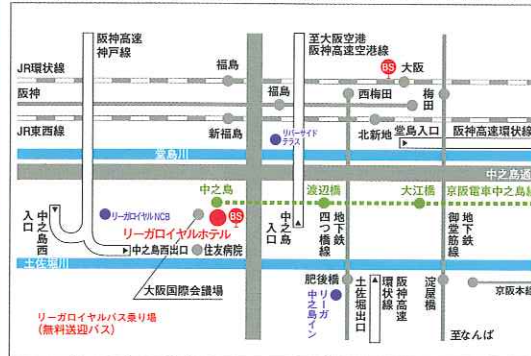 阪神高速
神戸線
至大阪空港
阪神高速空港線
JR環状線
福島
BS
大阪
阪神
福島
西梅田
梅田
JR東西線
新福島
リバーサイド
テラス
北新地
堂島入口
阪神高速環状線
堂島川
中之島通
中之島
渡辺橋
大江橋
京阪電車中之島線
中之島西
入口
リーガロイヤルNCB
BS
リーガロイヤルホテル
中之島西出口
住友病院
中之島
地下鉄
四つ橋線
地下鉄
御堂筋線
土佐堀川
大阪国際会議場
肥後橋
リーガ
中之島イン
土佐堀出口
阪神高速
環状線
淀屋橋
京阪本線
リーガロイヤルバス乗り場
(無料送迎バス)
至なんば